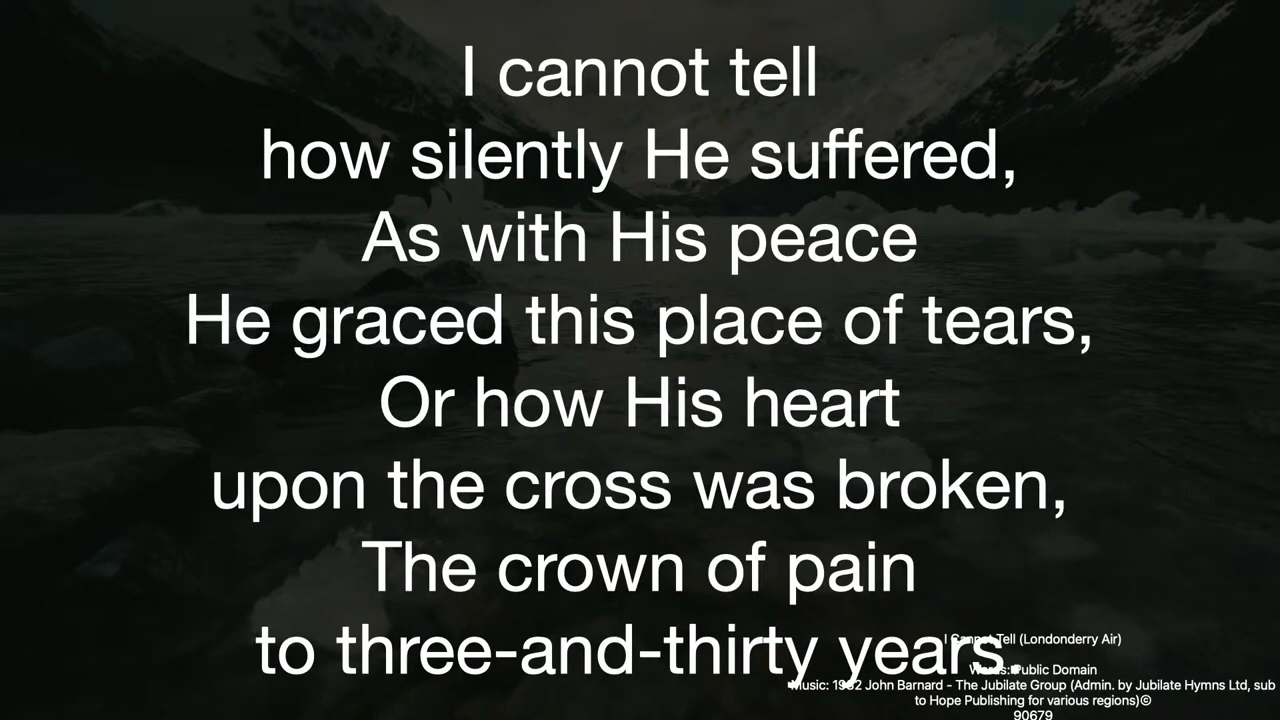 I cannot tell
how silently He suffered,
As with His peace
He graced this place of tears,
Or how His heart
upon the cross was broken,
The crown of pain
to three-and-thirty years.
I Cannot Tell (Londonderry Air)
Words: Public Domain
Music: 1982 John Barnard - The Jubilate Group (Admin. by Jubilate Hymns Ltd, sub
to Hope Publishing for various regions)©
90679